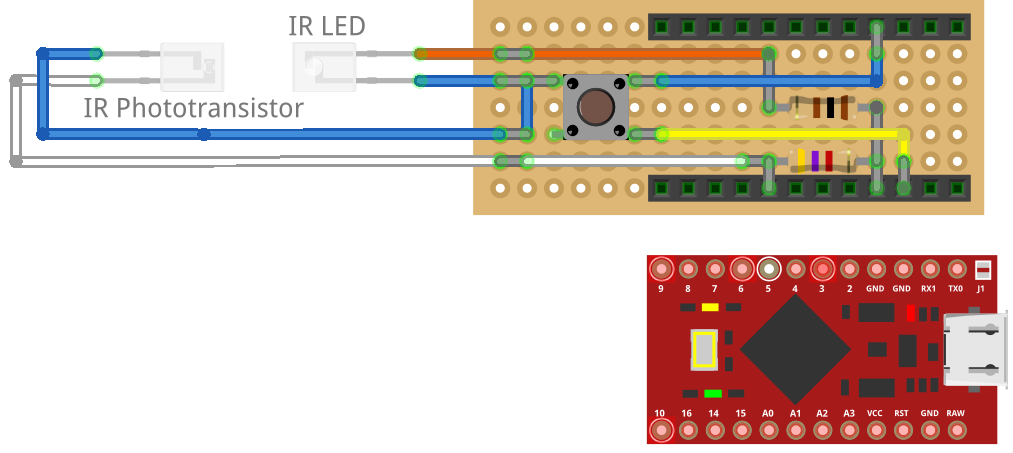 IR LED
IR Phototransistor
9 8 7 6 5 4 3 2 GND GND RX1 TX0 J1
10 16 14 15 A0 A1 A2 A3 VCC RST GND RAW